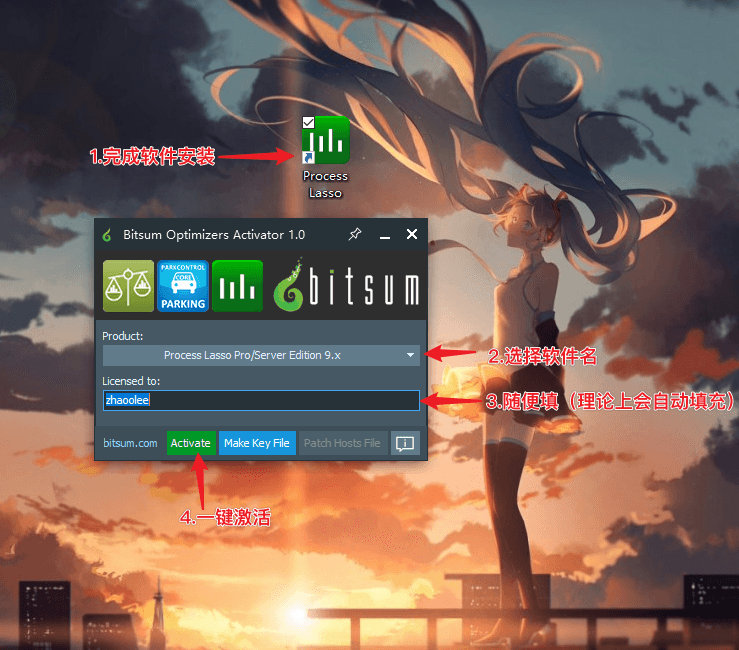 1.完成软件安装
Process
Lasso
Bitsum Optimizers Activator 1.0
PARKCONTROL
CORE
PARKING
bitsum
Product:
Process Lasso Pro/Server Edition 9.x
2.选择软件名
Licensed to:
zhaoolee
3.随便填（理论上会自动填充）
bitsum.com
Activate
Make Key File
Patch Hosts File
4.一键激活